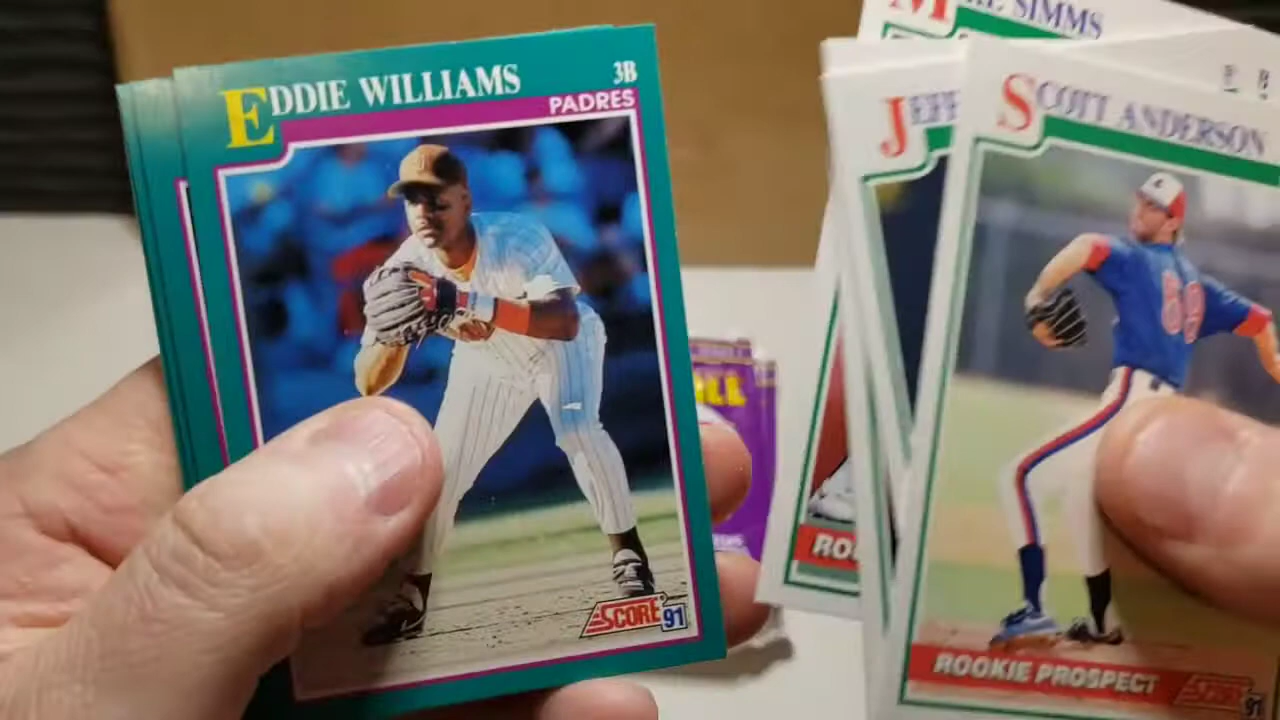 EDDIE WILLIAMS
3B
PADRES
SCORE 91
SIMMS
SCOTT ANDERSON
ROOKIE PROSPECT
SCORE 91